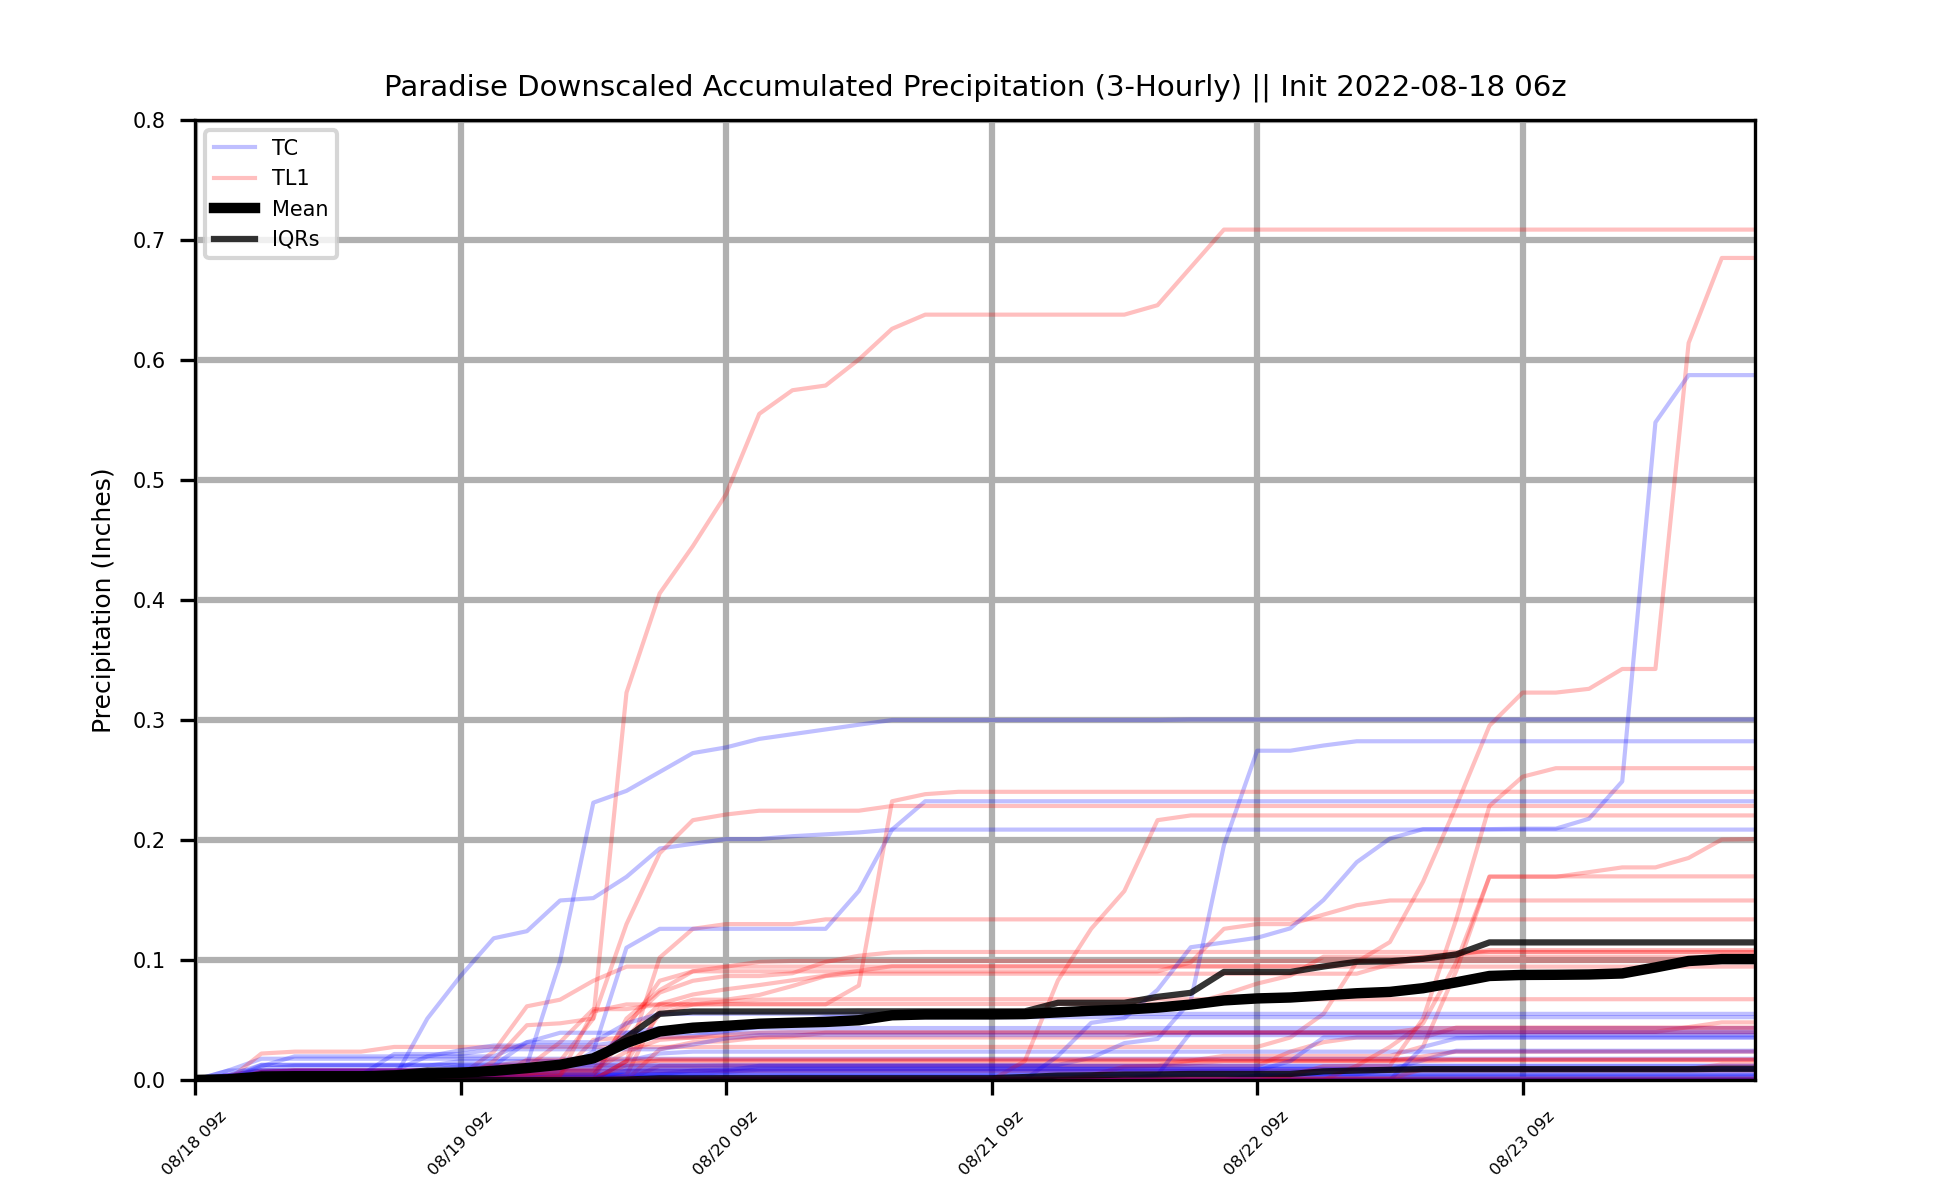 Paradise Downscaled Accumulated Precipitation (3-Hourly) || Init 2022-08-18 06z
TC
TL1
Mean
IQRs
Precipitation (Inches)
0.8
0.7
0.6
0.5
0.4
0.3
0.2
0.1
0.0
08/18 09z
08/19 09z
08/20 09z
08/21 09z
08/22 09z
08/23 09z